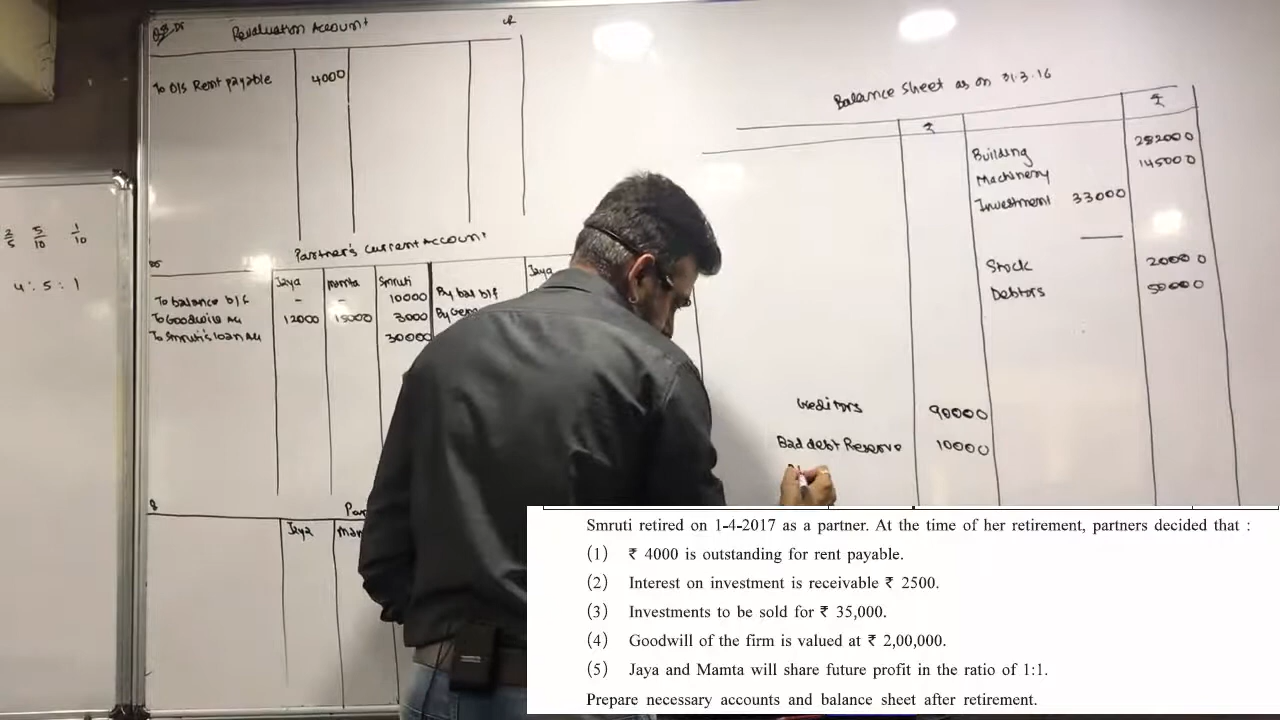 Revaluation Account
Cr
To O/s Rent payable 4000
2/5 5/10 1/10
4 : 5 : 1
Partner's current Account
Jaya Mamta Smruti Jaya
To balance b/f - - 10000 By bal b/f
To Goodwill A/c 12000 15000 3000 By Gene
To Smruti's loan A/c 30000
Jaya Mam
Balance Sheet as on 31.3.16
₹ ₹
Building 252000
Machinery 145000
Investment 33000
Stock 20000
Debtors 50000
Creditors 90000
Bad debt Reserve 10000
Smruti retired on 1-4-2017 as a partner. At the time of her retirement, partners decided that :
(1) ₹ 4000 is outstanding for rent payable.
(2) Interest on investment is receivable ₹ 2500.
(3) Investments to be sold for ₹ 35,000.
(4) Goodwill of the firm is valued at ₹ 2,00,000.
(5) Jaya and Mamta will share future profit in the ratio of 1:1.
Prepare necessary accounts and balance sheet after retirement.